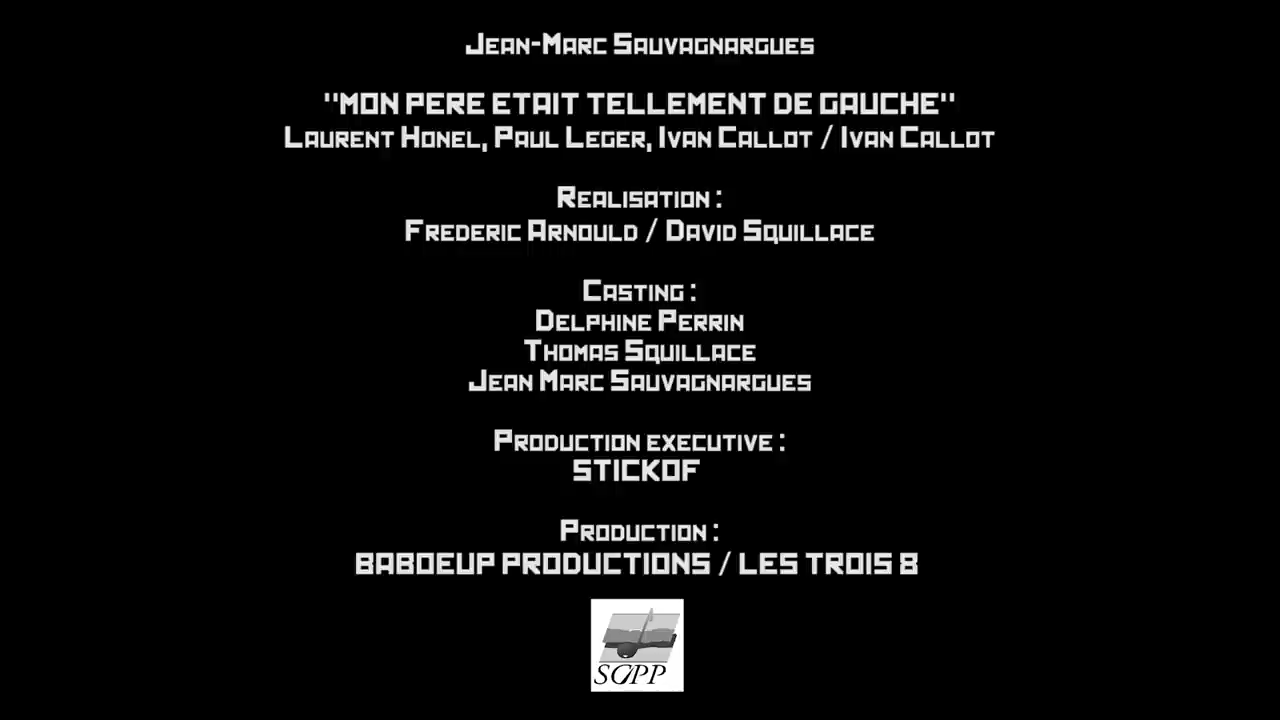 Jean-Marc Sauvagnargues
"MON PERE ETAIT TELLEMENT DE GAUCHE"
Laurent Honel, Paul Leger, Ivan Callot / Ivan Callot
Realisation :
Frederic Arnould / David Squillace
Casting :
Delphine Perrin
Thomas Squillace
Jean Marc Sauvagnargues
Production executive :
STICKOF
Production :
BABOEUP PRODUCTIONS / LES TROIS 8
SCPP